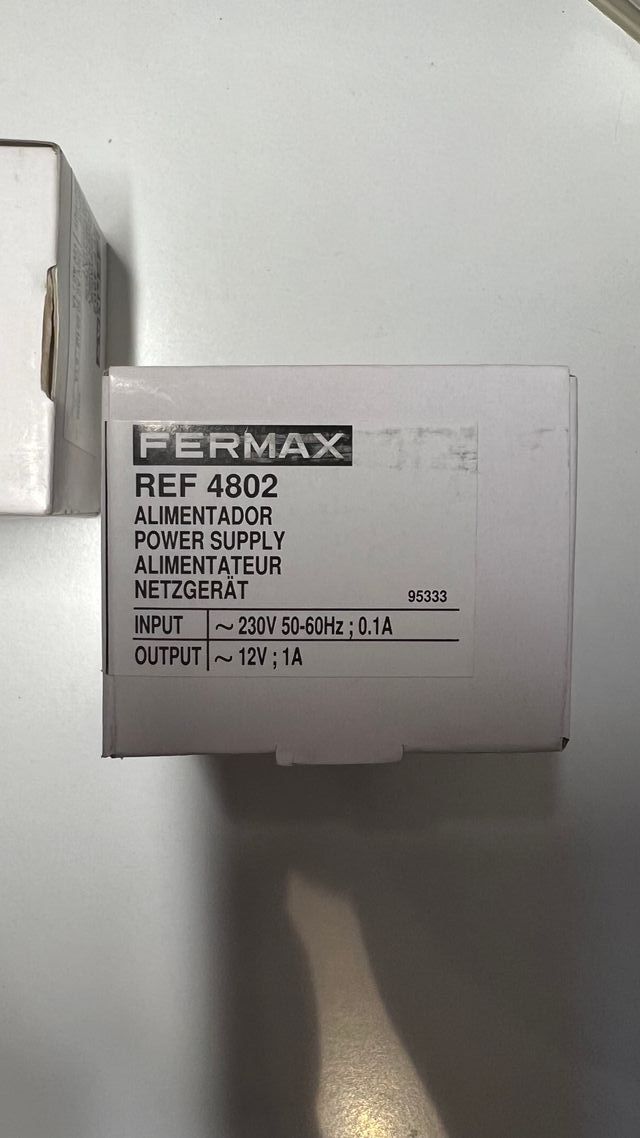 FERMAX
REF 4802
ALIMENTADOR
POWER SUPPLY
ALIMENTATEUR
NETZGERÄT
95333
INPUT ~ 230V 50-60Hz ; 0.1A
OUTPUT ~ 12V ; 1A